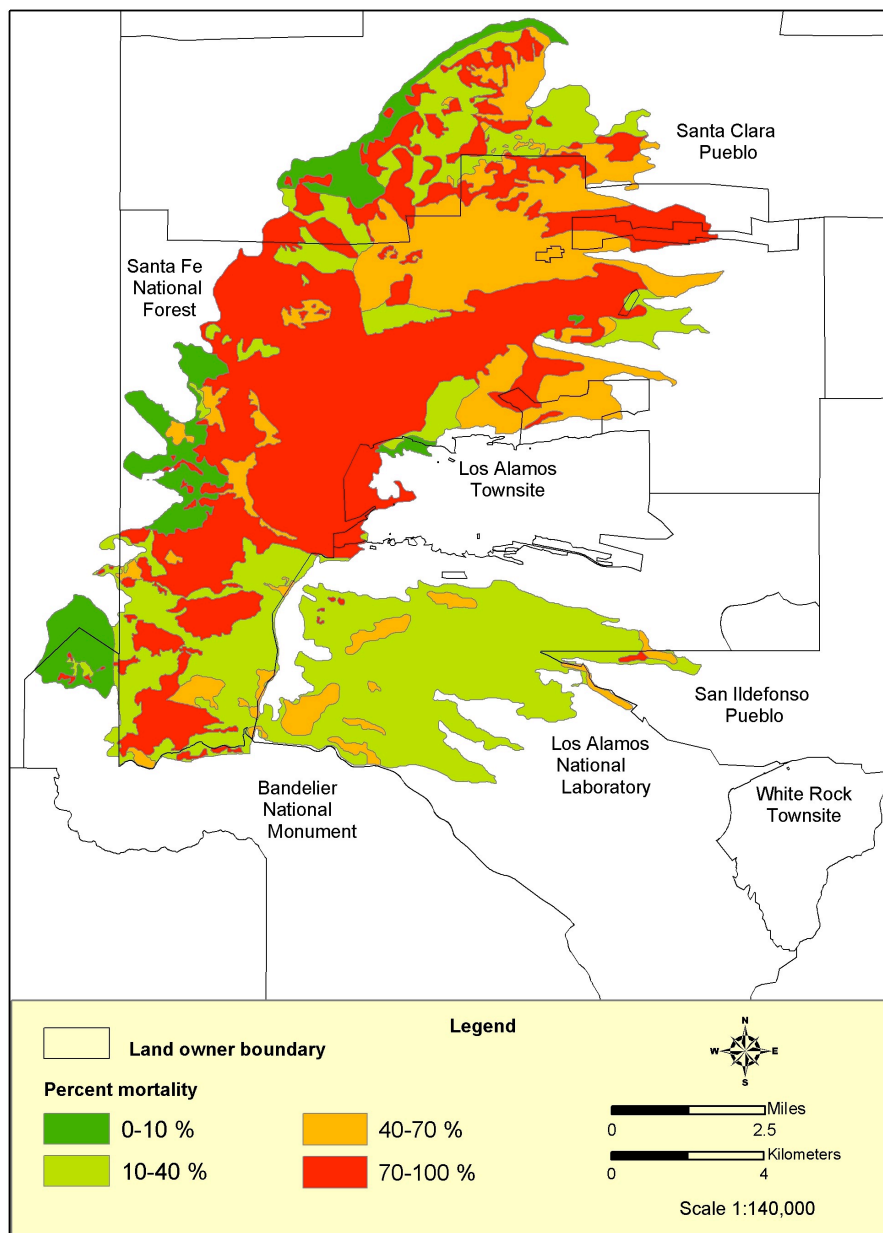 Santa Clara
Pueblo
Santa Fe
National
Forest
Los Alamos
Townsite
San Ildefonso
Pueblo
Los Alamos
National
Laboratory
Bandelier
National
Monument
White Rock
Townsite
Legend
Land owner boundary
N
W
E
S
Percent mortality
0-10 %
40-70 %
10-40 %
70-100 %
Miles
0
2.5
Kilometers
0
4
Scale 1:140,000